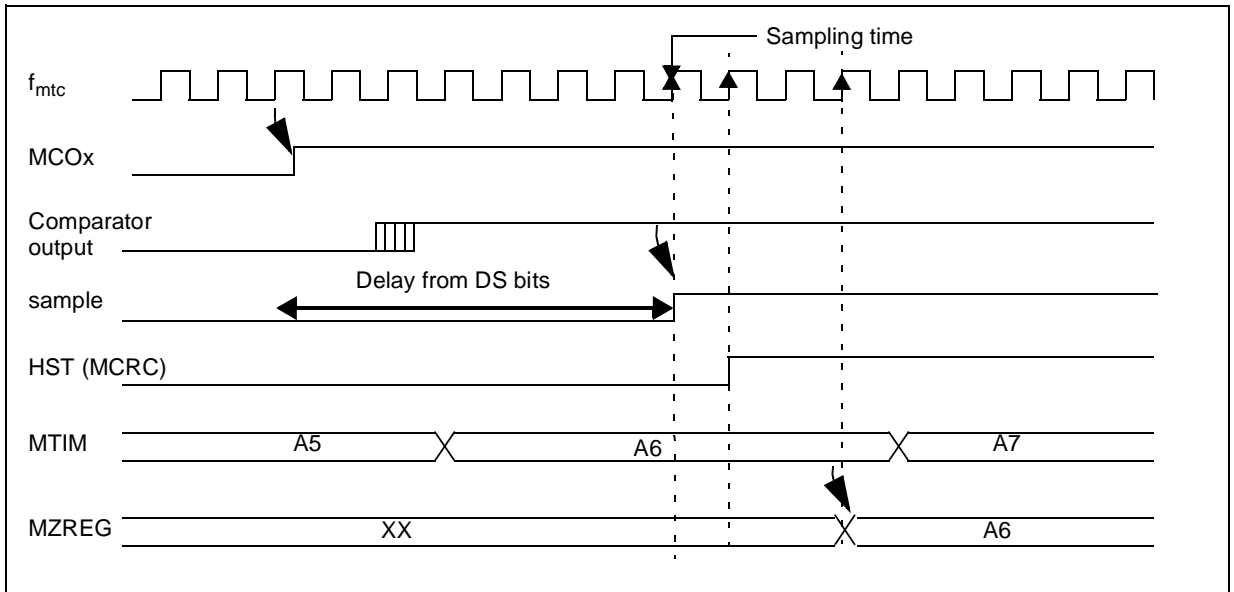 Sampling time
fmtc
MCOx
Comparator
output
Delay from DS bits
sample
HST (MCRC)
MTIM
A5
A6
A7
MZREG
XX
A6